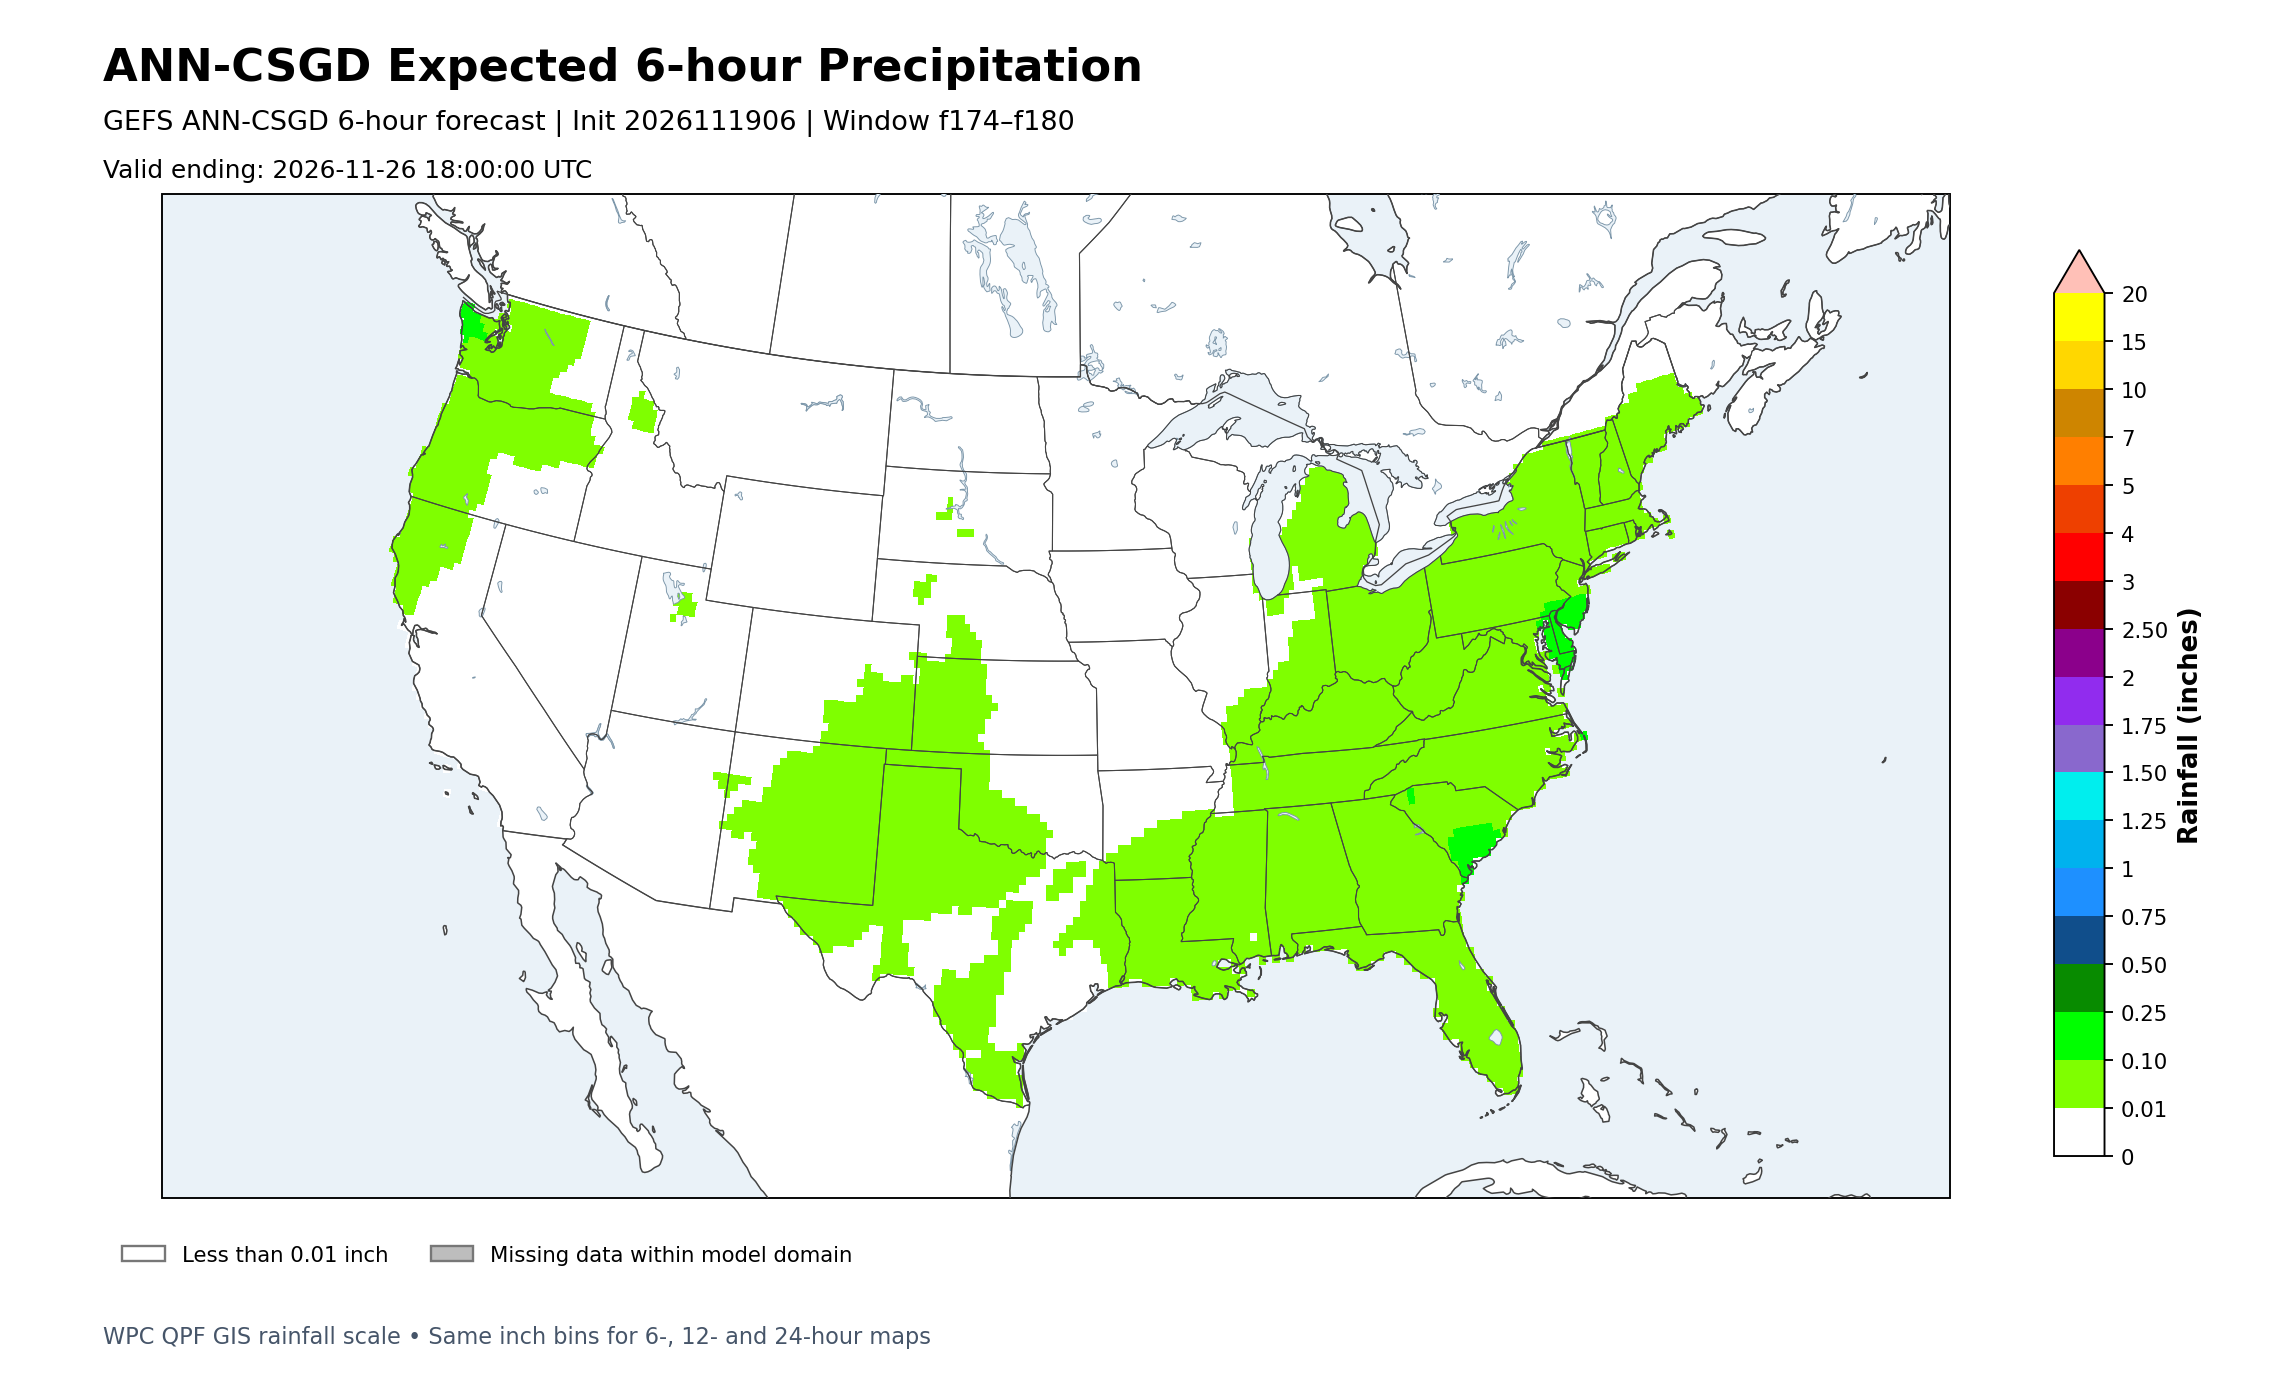 ANN-CSGD Expected 6-hour Precipitation
GEFS ANN-CSGD 6-hour forecast | Init 2026111906 | Window f174–f180
Valid ending: 2026-11-26 18:00:00 UTC
20
15
10
7
5
4
3
2.50
2
1.75
1.50
1.25
1
0.75
0.50
0.25
0.10
0.01
0
Rainfall (inches)
Less than 0.01 inch
Missing data within model domain
WPC QPF GIS rainfall scale • Same inch bins for 6-, 12- and 24-hour maps